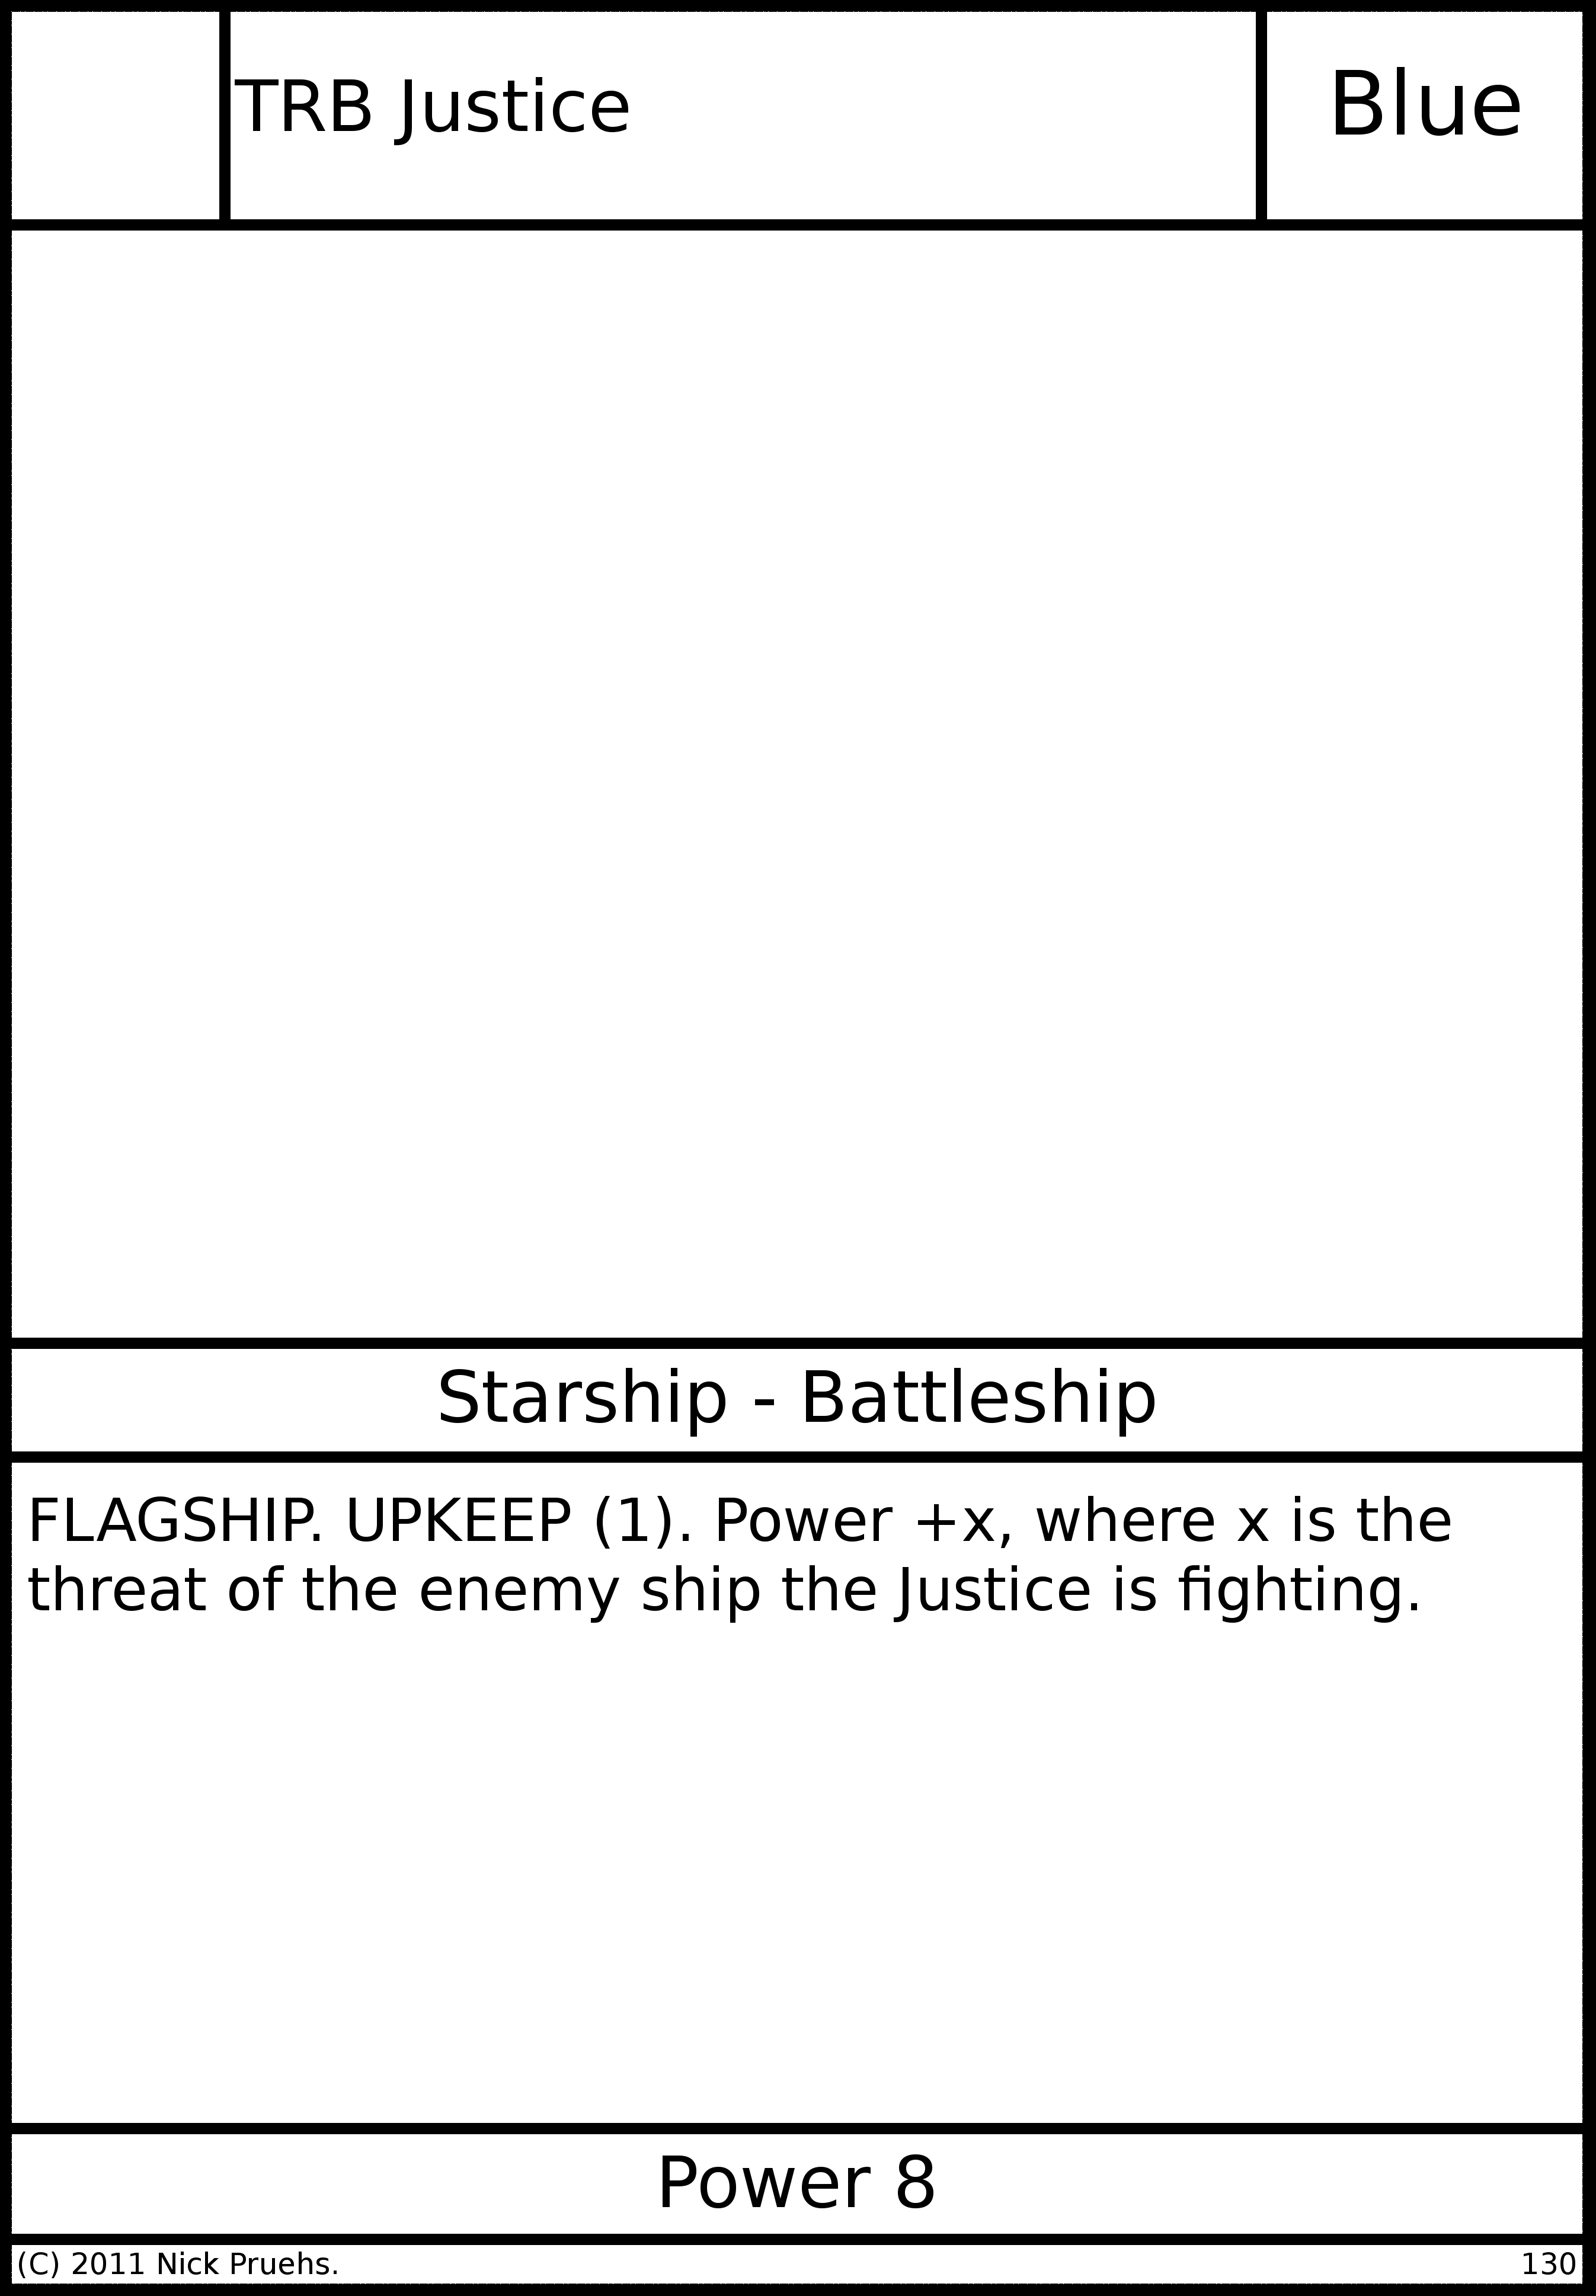 TRB Justice
Blue
Starship - Battleship
FLAGSHIP. UPKEEP (1). Power +x, where x is the
threat of the enemy ship the Justice is fighting.
Power 8
(C) 2011 Nick Pruehs.
130